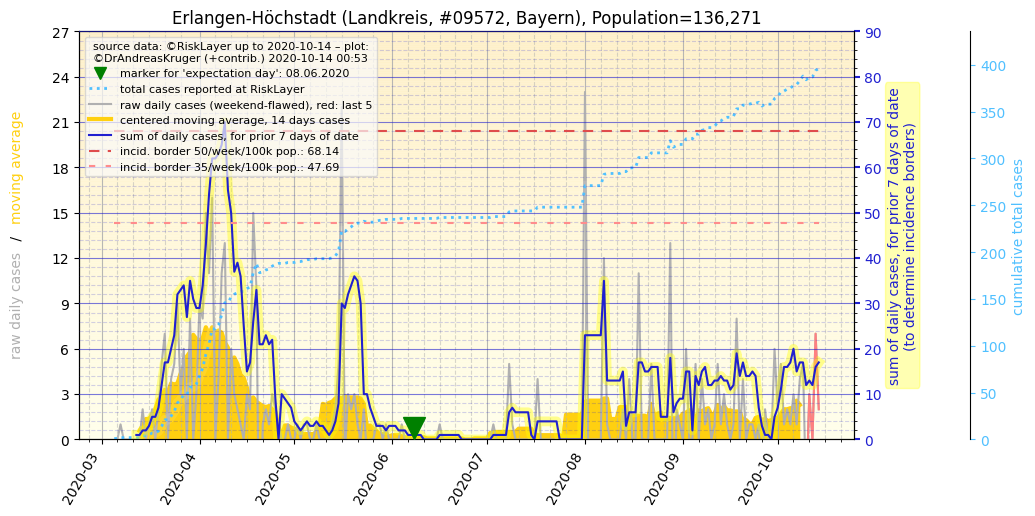 Erlangen-Höchstadt (Landkreis, #09572, Bayern), Population=136,271
source data: ©RiskLayer up to 2020-10-14 – plot:
©DrAndreasKruger (+contrib.) 2020-10-14 00:53
marker for 'expectation day': 08.06.2020
total cases reported at RiskLayer
raw daily cases (weekend-flawed), red: last 5
centered moving average, 14 days cases
sum of daily cases, for prior 7 days of date
incid. border 50/week/100k pop.: 68.14
incid. border 35/week/100k pop.: 47.69
raw daily cases / moving average
27
24
21
18
15
12
9
6
3
0
2020-03
2020-04
2020-05
2020-06
2020-07
2020-08
2020-09
2020-10
90
80
70
60
50
40
30
20
10
0
sum of daily cases, for prior 7 days of date
(to determine incidence borders)
400
350
300
250
200
150
100
50
0
cumulative total cases